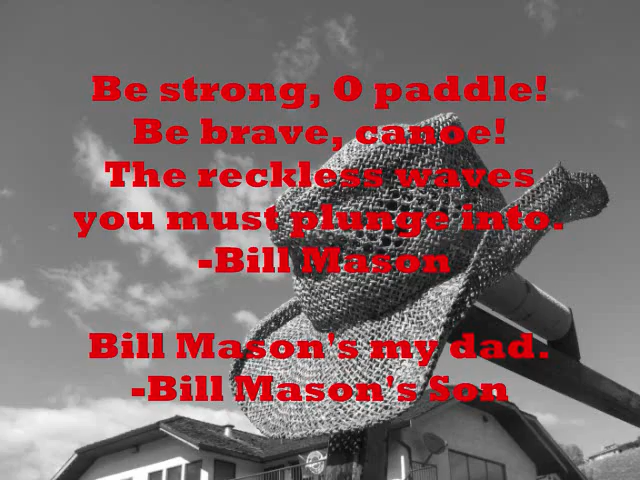 Be strong, O paddle!
Be brave, canoe!
The reckless waves
you must plunge into.
-Bill Mason
Bill Mason's my dad.
-Bill Mason's Son